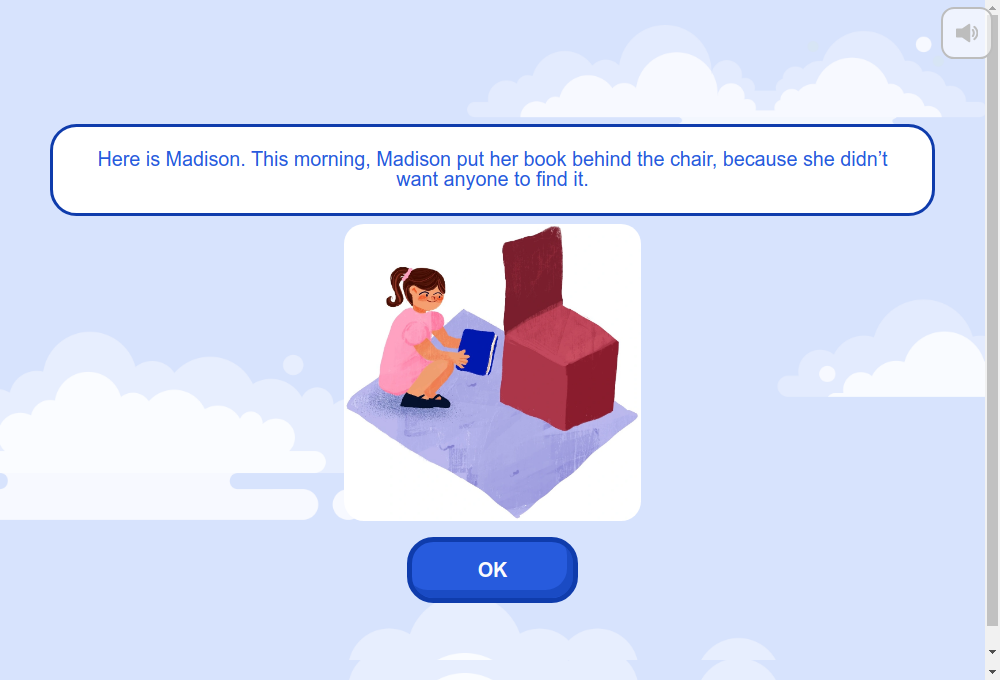 Here is Madison. This morning, Madison put her book behind the chair, because she didn’t
want anyone to find it.
OK